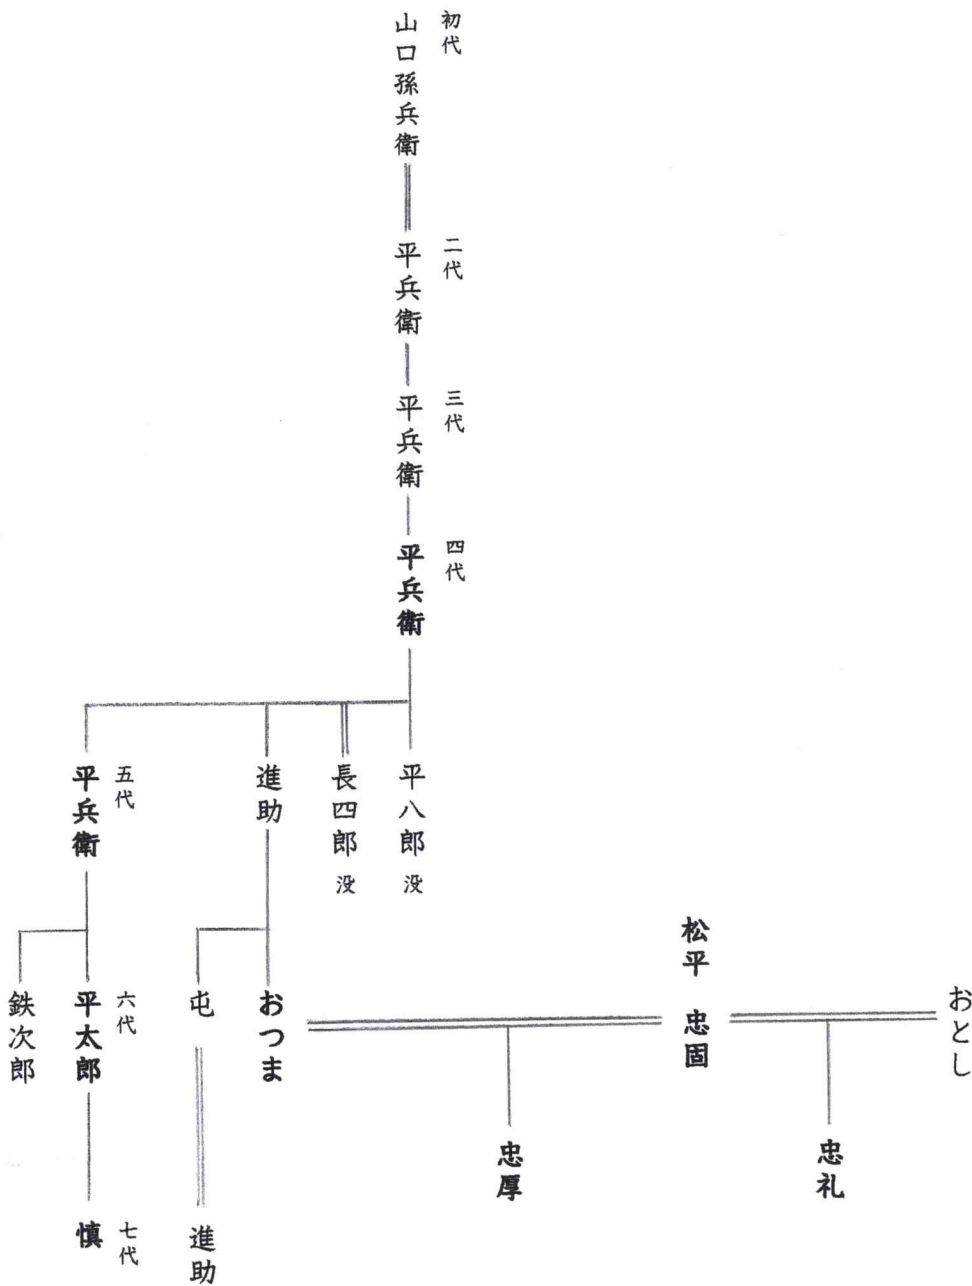 初代
山口孫兵衛
二代
平兵衛
三代
平兵衛
四代
平兵衛
平八郎 没
長四郎 没
進助
五代
平兵衛
おとし
松平 忠固
おつま
屯
六代
平太郎
鉄次郎
忠礼
忠厚
進助
七代
慎